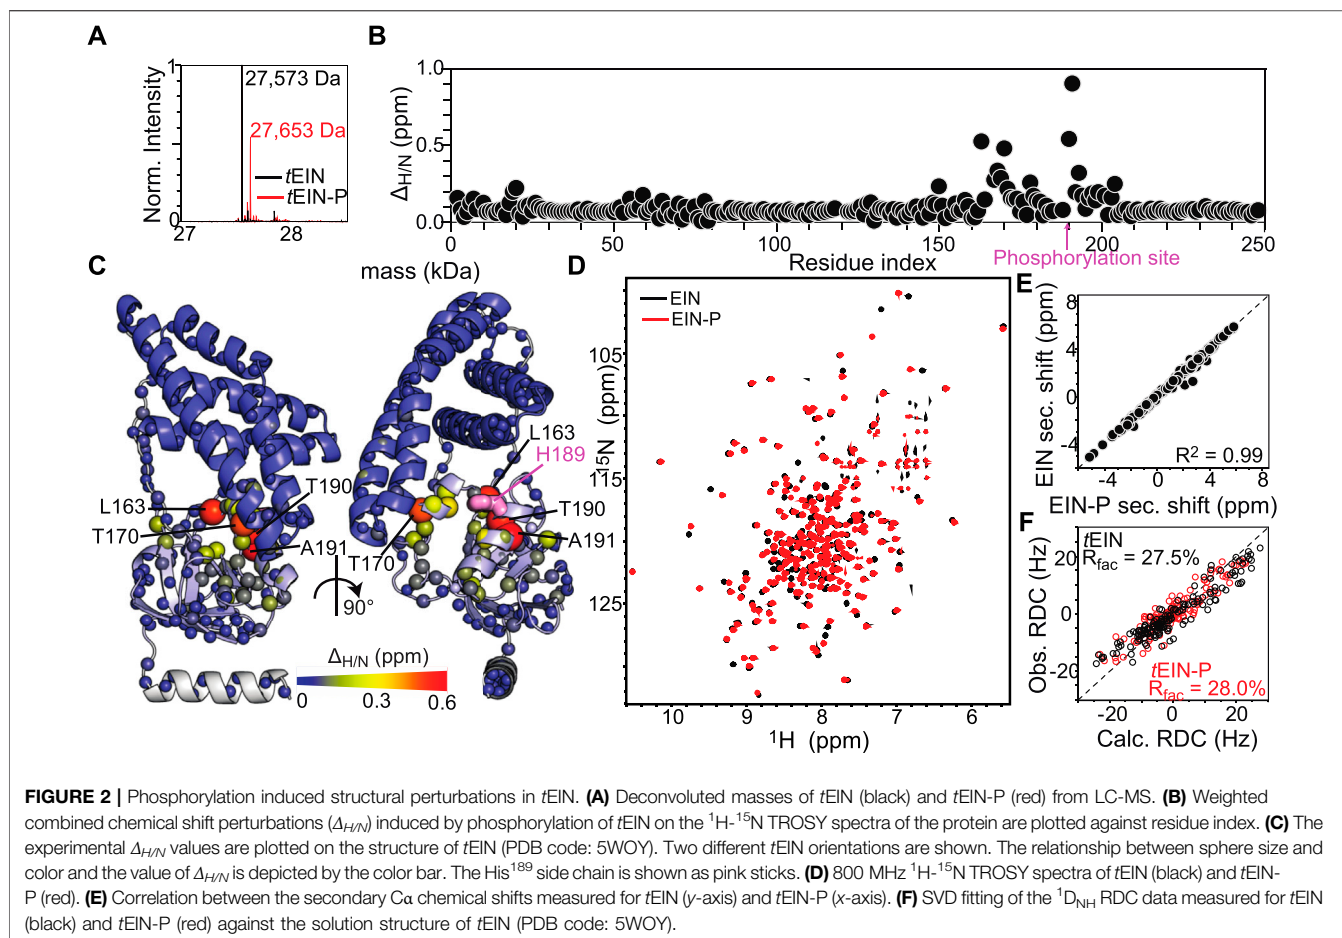 A
1
Norm. Intensity
0
27,573 Da
27,653 Da
tEIN
tEIN-P
27
28
mass (kDa)
B
1.0
0.5
0.0
ΔH/N (ppm)
0
50
100
150
200
250
Residue index
Phosphorylation site
C
L163
T170
T190
A191
90°
L163
H189
T190
A191
T170
ΔH/N (ppm)
0
0.3
0.6
D
EIN
EIN-P
105
115
125
15N (ppm)
10
9
8
7
6
1H (ppm)
E
8
4
0
-4
EIN sec. shift (ppm)
R2 = 0.99
-4
0
4
8
EIN-P sec. shift (ppm)
F
tEIN
Rfac = 27.5%
20
0
-20
Obs. RDC (Hz)
tEIN-P
Rfac = 28.0%
-20
0
20
Calc. RDC (Hz)
FIGURE 2 | Phosphorylation induced structural perturbations in tEIN. (A) Deconvoluted masses of tEIN (black) and tEIN-P (red) from LC-MS. (B) Weighted
combined chemical shift perturbations (ΔH/N) induced by phosphorylation of tEIN on the 1H-15N TROSY spectra of the protein are plotted against residue index. (C) The
experimental ΔH/N values are plotted on the structure of tEIN (PDB code: 5WOY). Two different tEIN orientations are shown. The relationship between sphere size and
color and the value of ΔH/N is depicted by the color bar. The His189 side chain is shown as pink sticks. (D) 800 MHz 1H-15N TROSY spectra of tEIN (black) and tEIN-
P (red). (E) Correlation between the secondary Cα chemical shifts measured for tEIN (y-axis) and tEIN-P (x-axis). (F) SVD fitting of the 1DNH RDC data measured for tEIN
(black) and tEIN-P (red) against the solution structure of tEIN (PDB code: 5WOY).